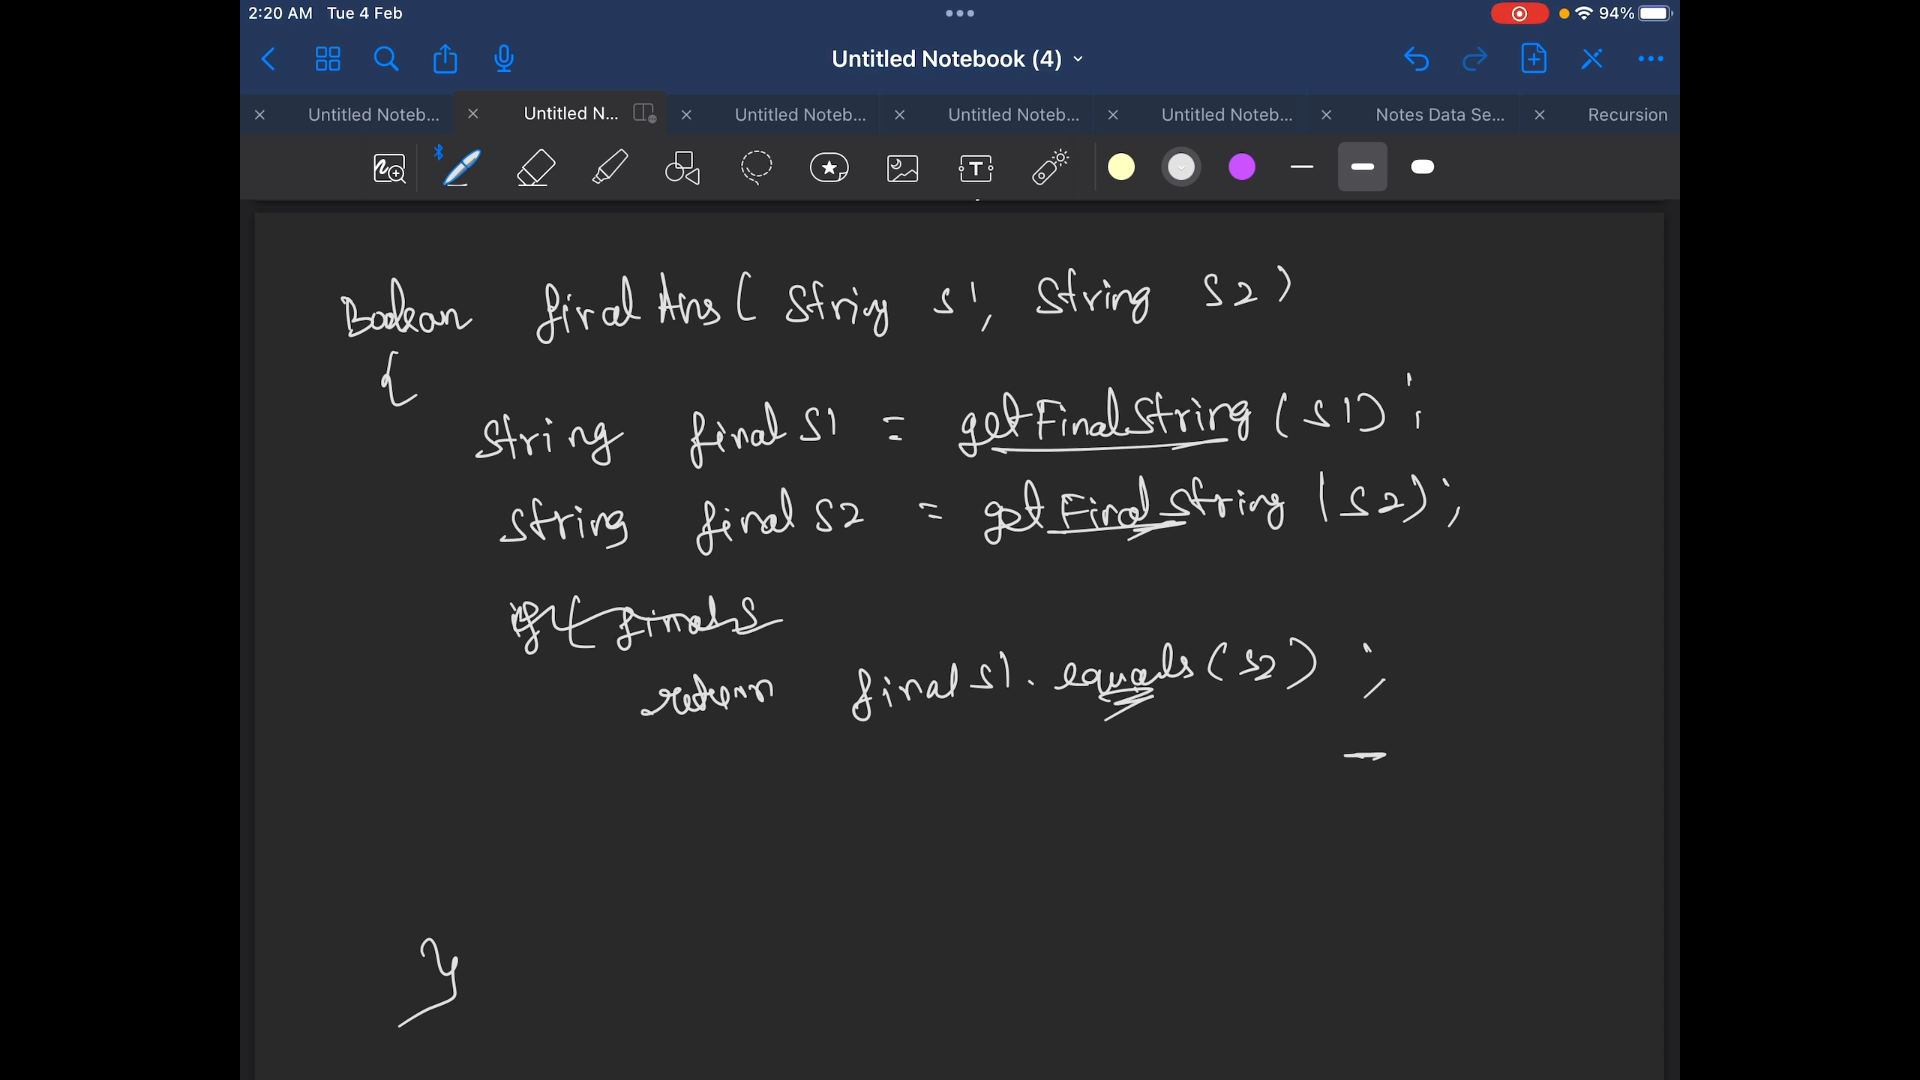 2:20 AM Tue 4 Feb
94%
Untitled Notebook (4)
Untitled Noteb...
Untitled N...
Untitled Noteb...
Untitled Noteb...
Untitled Noteb...
Notes Data Se...
Recursion
T
Boolean finalAns( String s1, String s2)
{
String finalS1 = getFinalString(s1);
String finalS2 = getFinalString(s2);
if( finalS
return finalS1.equals(s2);
}